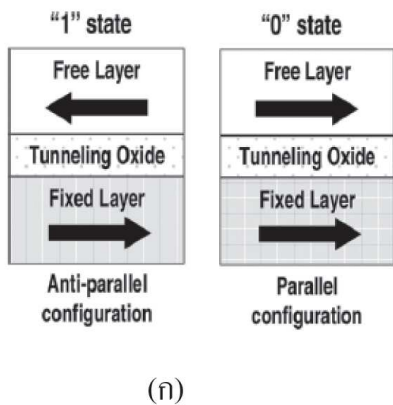 “1” state
Free Layer
Tunneling Oxide
Fixed Layer
Anti-parallel
configuration
“0” state
Free Layer
Tunneling Oxide
Fixed Layer
Parallel
configuration
(ก)